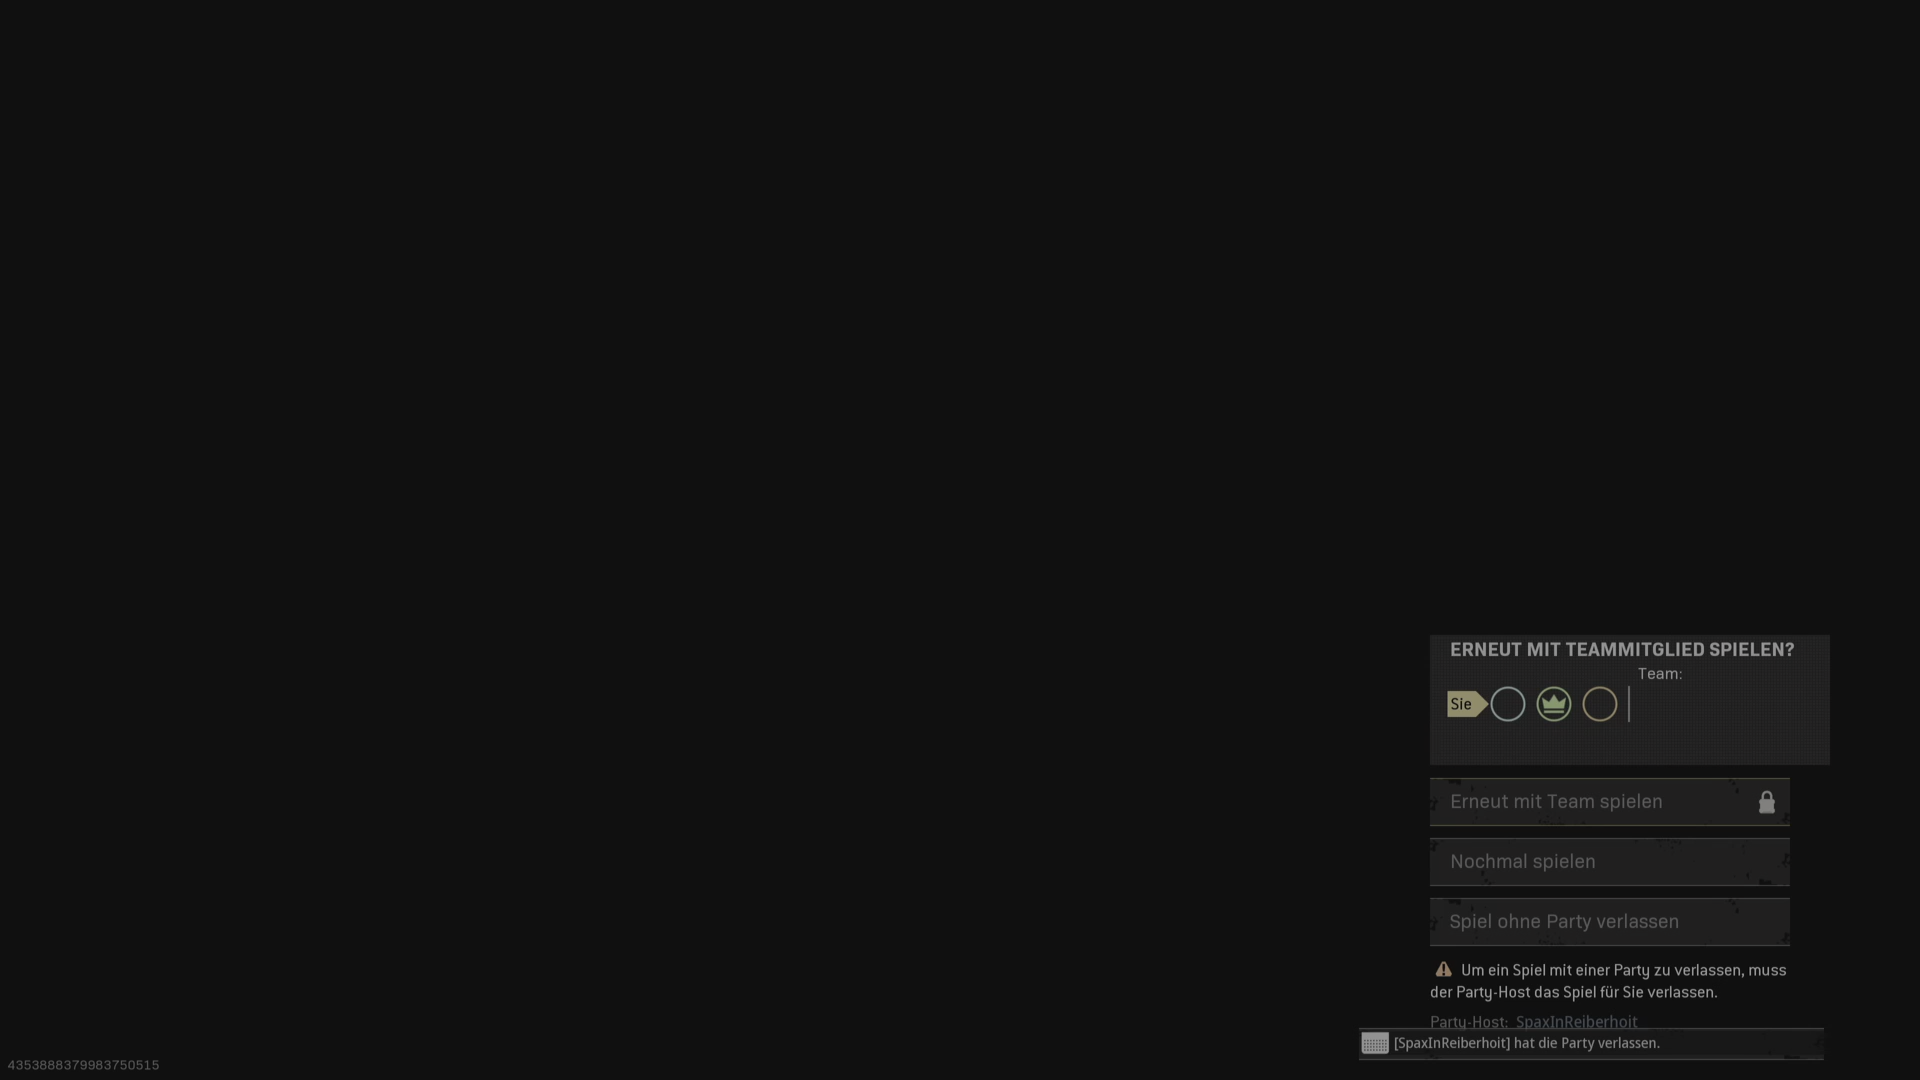 ERNEUT MIT TEAMMITGLIED SPIELEN?
Team:
Sie
Erneut mit Team spielen
Nochmal spielen
Spiel ohne Party verlassen
Um ein Spiel mit einer Party zu verlassen, muss
der Party-Host das Spiel für Sie verlassen.
Party-Host: SpaxInReiberhoit
[SpaxInReiberhoit] hat die Party verlassen.
4353888379983750515